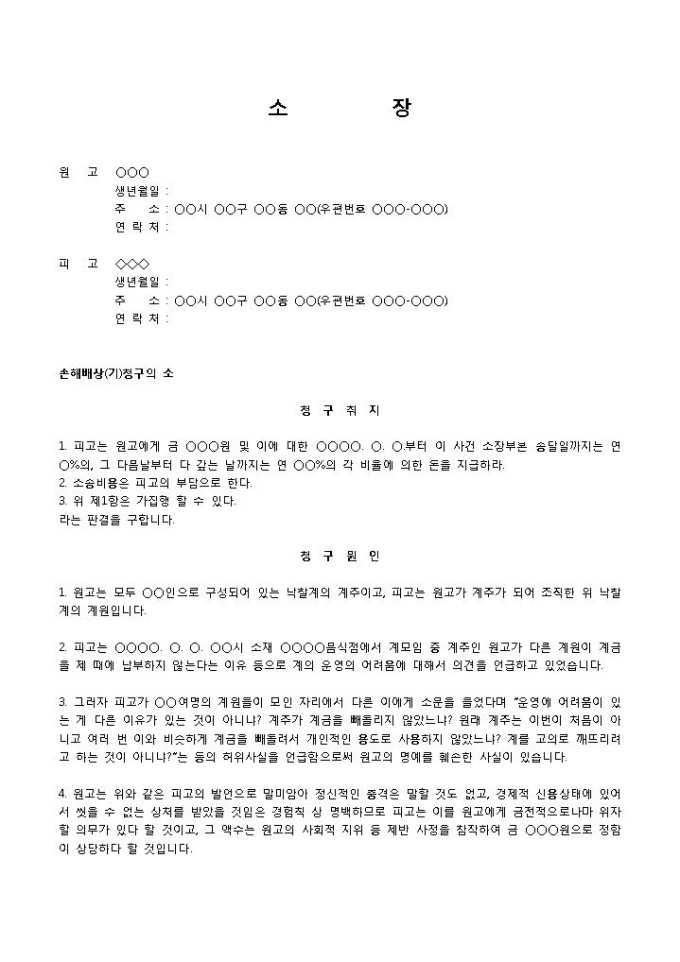 소 장
원 고 ○○○
생년월일 :
주 소 : ○○시 ○○구 ○○동 ○○(우편번호 ○○○-○○○)
연 락 처 :
피 고 ◇◇◇
생년월일 :
주 소 : ○○시 ○○구 ○○동 ○○(우편번호 ○○○-○○○)
연 락 처 :
손해배상(기)청구의 소
청 구 취 지
1. 피고는 원고에게 금 ○○○원 및 이에 대한 ○○○○. ○. ○.부터 이 사건 소장부본 송달일까지는 연
○%의, 그 다음날부터 다 갚는 날까지는 연 ○○%의 각 비율에 의한 돈을 지급하라.
2. 소송비용은 피고의 부담으로 한다.
3. 위 제1항은 가집행 할 수 있다.
라는 판결을 구합니다.
청 구 원 인
1. 원고는 모두 ○○인으로 구성되어 있는 낙찰계의 계주이고, 피고는 원고가 계주가 되어 조직한 위 낙찰
계의 계원입니다.
2. 피고는 ○○○○. ○. ○. ○○시 소재 ○○○○음식점에서 계모임 중 계주인 원고가 다른 계원이 계금
을 제 때에 납부하지 않는다는 이유 등으로 계의 운영의 어려움에 대해서 의견을 언급하고 있었습니다.
3. 그러자 피고가 ○○여명의 계원들이 모인 자리에서 다른 이에게 소문을 들었다며 "운영에 어려움이 있
는 게 다른 이유가 있는 것이 아니냐? 계주가 계금을 빼돌리지 않았느냐? 원래 계주는 이번이 처음이 아
니고 여러 번 이와 비슷하게 계금을 빼돌려서 개인적인 용도로 사용하지 않았느냐? 계를 고의로 깨뜨리려
고 하는 것이 아니냐?"는 등의 허위사실을 언급함으로써 원고의 명예를 훼손한 사실이 있습니다.
4. 원고는 위와 같은 피고의 발언으로 말미암아 정신적인 충격은 말할 것도 없고, 경제적 신용상태에 있어
서 씻을 수 없는 상처를 받았을 것임은 경험칙 상 명백하므로 피고는 이를 원고에게 금전적으로나마 위자
할 의무가 있다 할 것이고, 그 액수는 원고의 사회적 지위 등 제반 사정을 참작하여 금 ○○○원으로 정함
이 상당하다 할 것입니다.